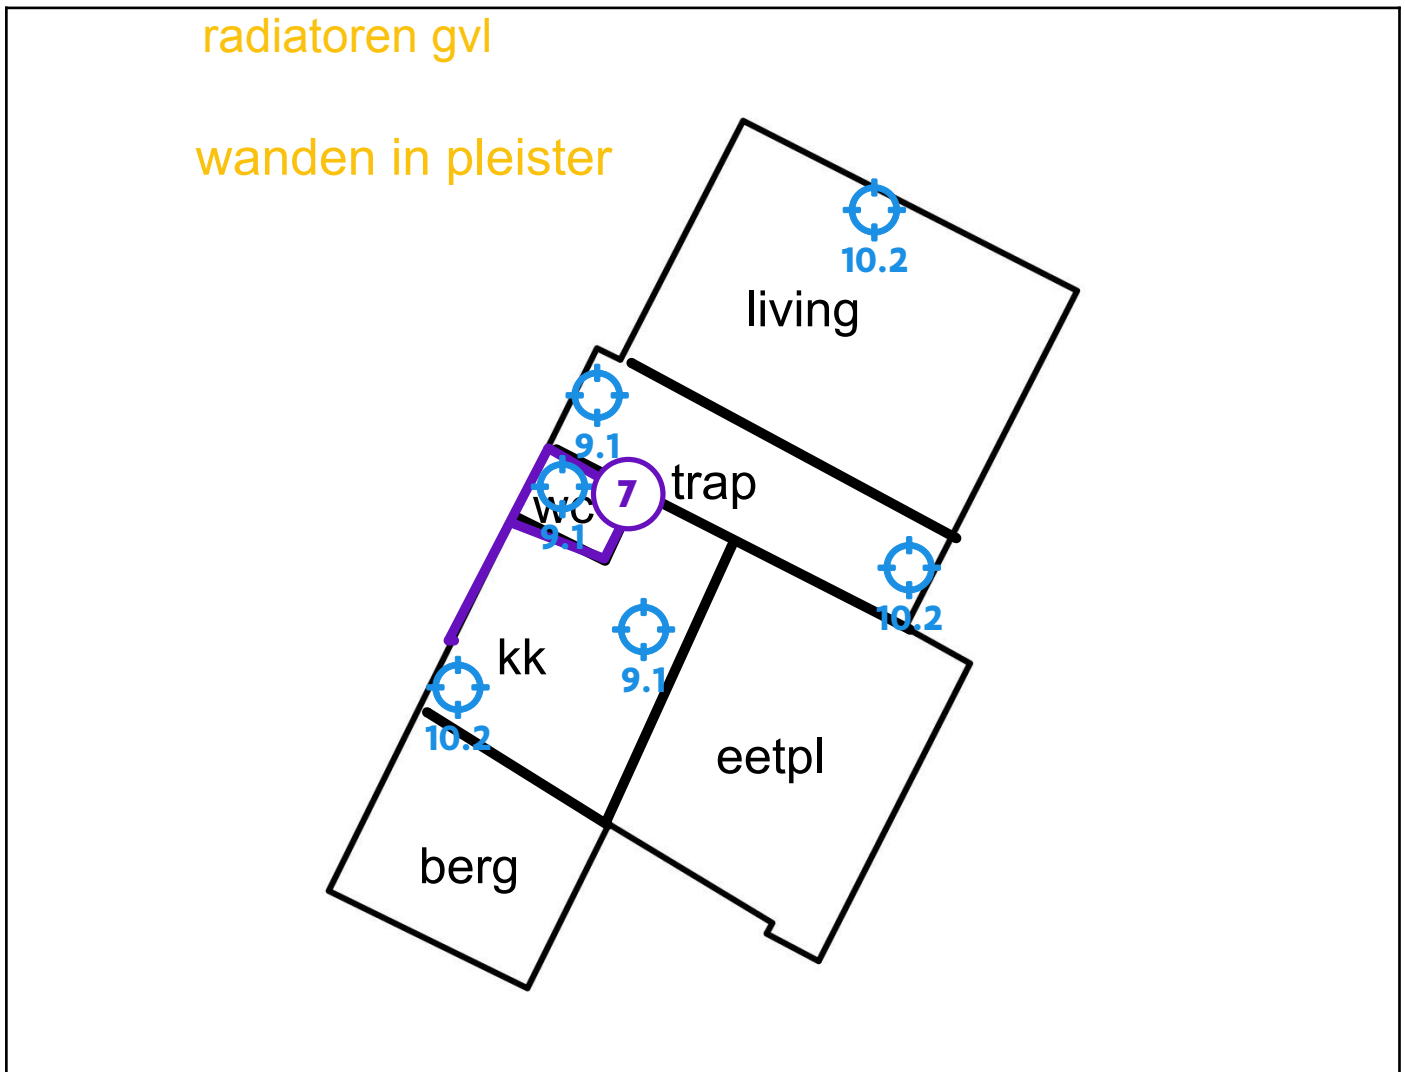 radiatoren gvl
wanden in pleister
10.2
living
9.1
trap
7
wc
9.1
10.2
kk
9.1
10.2
eetpl
berg